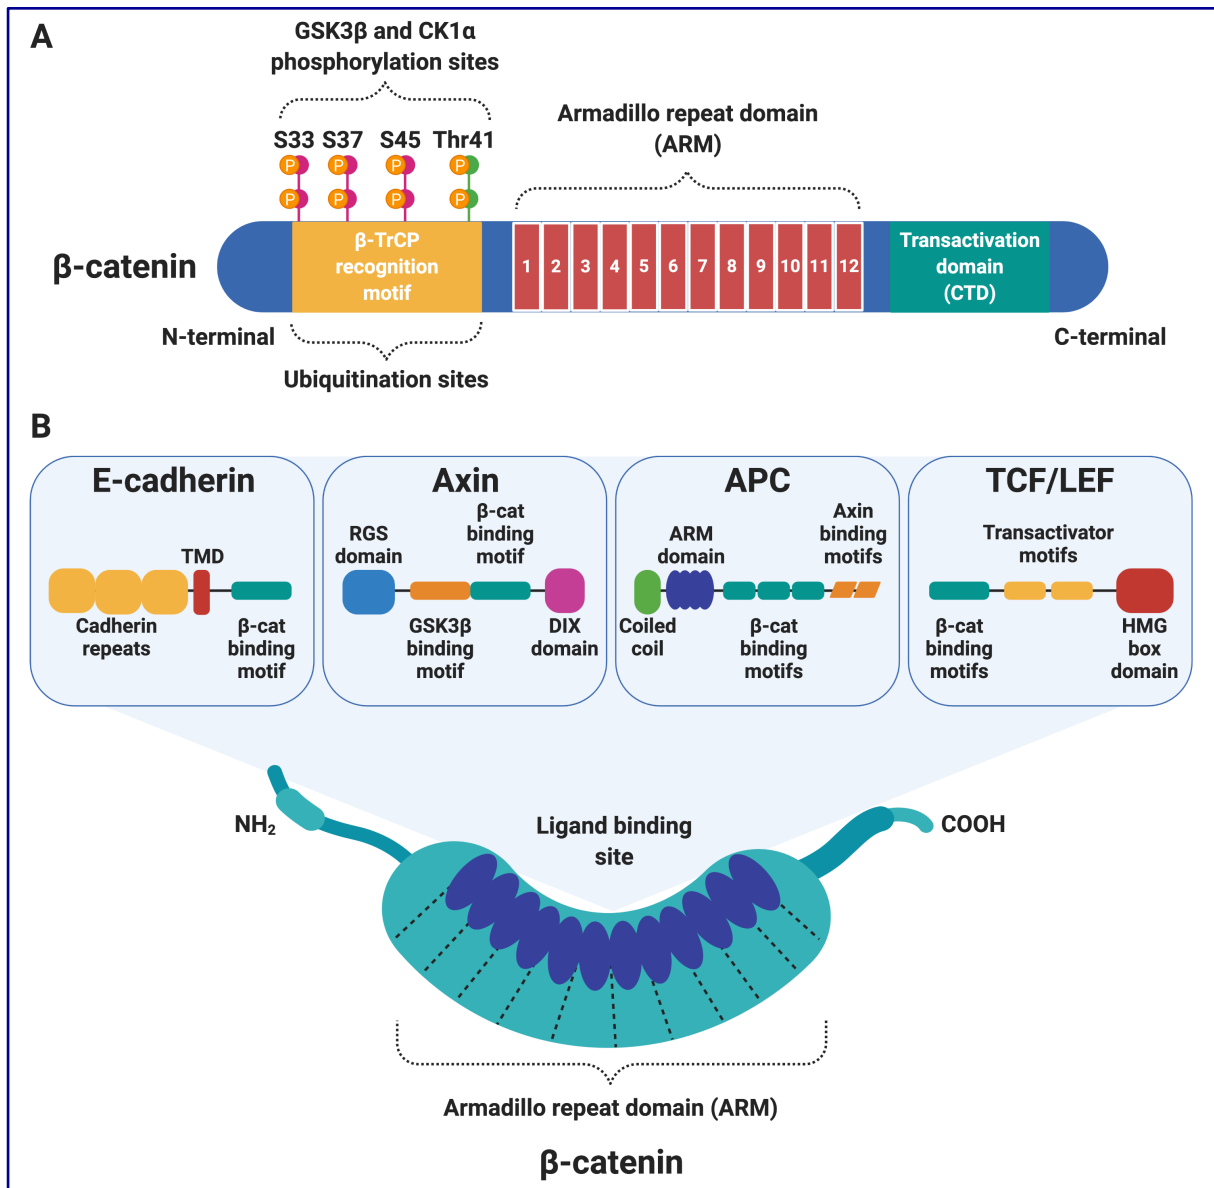 A
GSK3β and CK1α
phosphorylation sites
S33 S37 S45 Thr41
P P P P
P P P P
Armadillo repeat domain
(ARM)
β-catenin
β-TrCP
recognition
motif
1 2 3 4 5 6 7 8 9 10 11 12
Transactivation
domain
(CTD)
N-terminal
C-terminal
Ubiquitination sites
B
E-cadherin
TMD
Cadherin
repeats
β-cat
binding
motif
Axin
RGS
domain
β-cat
binding
motif
GSK3β
binding
motif
DIX
domain
APC
ARM
domain
Axin
binding
motifs
Coiled
coil
β-cat
binding
motifs
TCF/LEF
Transactivator
motifs
β-cat
binding
motifs
HMG
box
domain
NH₂
Ligand binding
site
COOH
Armadillo repeat domain (ARM)
β-catenin